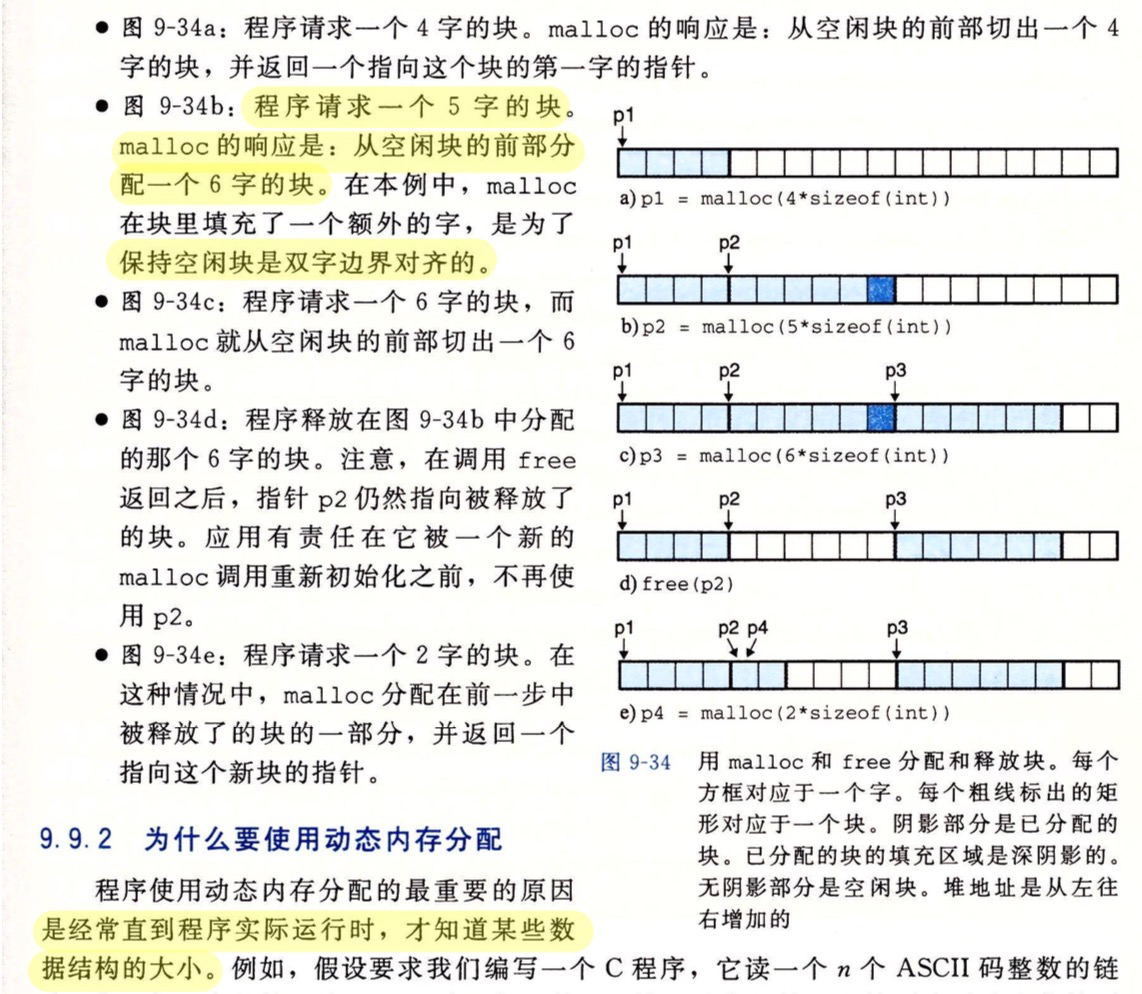 ● 图 9-34a：程序请求一个 4 字的块。malloc 的响应是：从空闲块的前部切出一个 4
字的块，并返回一个指向这个块的第一字的指针。
● 图 9-34b：程序请求一个 5 字的块。
malloc 的响应是：从空闲块的前部分
配一个 6 字的块。在本例中，malloc
在块里填充了一个额外的字，是为了
保持空闲块是双字边界对齐的。
● 图 9-34c：程序请求一个 6 字的块，而
malloc 就从空闲块的前部切出一个 6
字的块。
● 图 9-34d：程序释放在图 9-34b 中分配
的那个 6 字的块。注意，在调用 free
返回之后，指针 p2 仍然指向被释放了
的块。应用有责任在它被一个新的
malloc 调用重新初始化之前，不再使
用 p2。
● 图 9-34e：程序请求一个 2 字的块。在
这种情况中，malloc 分配在前一步中
被释放了的块的一部分，并返回一个
指向这个新块的指针。
p1
a) p1 = malloc(4*sizeof(int))
p1 p2
b) p2 = malloc(5*sizeof(int))
p1 p2 p3
c) p3 = malloc(6*sizeof(int))
p1 p2 p3
d) free(p2)
p1 p2 p4 p3
e) p4 = malloc(2*sizeof(int))
图 9-34 用 malloc 和 free 分配和释放块。每个
方框对应于一个字。每个粗线标出的矩
形对应于一个块。阴影部分是已分配的
块。已分配的块的填充区域是深阴影的。
无阴影部分是空闲块。堆地址是从左往
右增加的
9.9.2 为什么要使用动态内存分配
程序使用动态内存分配的最重要的原因
是经常直到程序实际运行时，才知道某些数
据结构的大小。例如，假设要求我们编写一个 C 程序，它读一个 n 个 ASCII 码整数的链